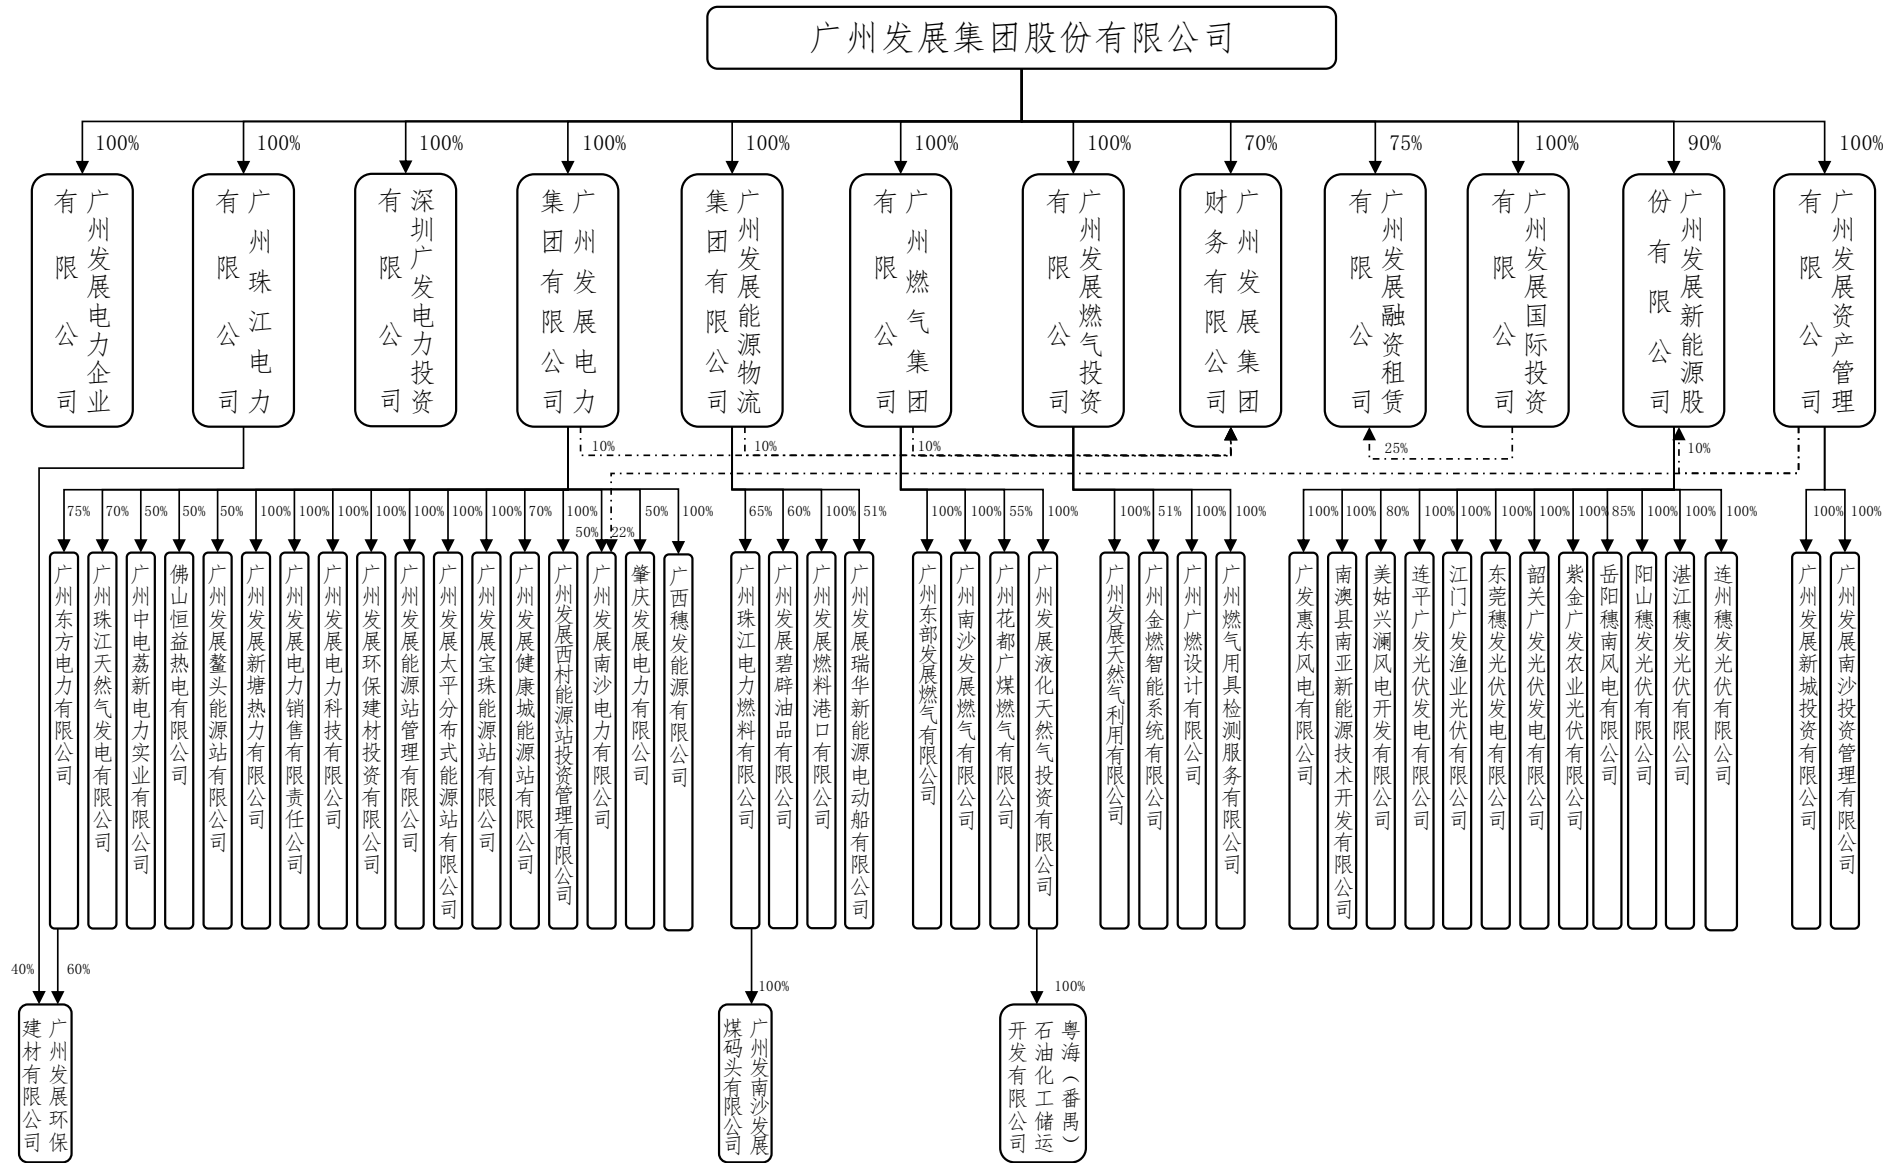 广州发展集团股份有限公司
100%
100%
100%
100%
100%
100%
100%
70%
75%
100%
90%
100%
广州发展电力企业
有限公司
广州珠江电力
有限公司
深圳广发电力投资
有限公司
广州发展电力
集团有限公司
广州发展能源物流
集团有限公司
广州燃气集团
有限公司
广州发展燃气投资
有限公司
广州发展集团
财务有限公司
广州发展融资租赁
有限公司
广州发展国际投资
有限公司
广州发展新能源股
份有限公司
广州发展资产管理
有限公司
10%
10%
10%
25%
10%
75%
70%
50%
50%
50%
100%
100%
100%
100%
100%
100%
100%
70%
100%
50%
22%
50%
100%
65%
60%
100%
51%
100%
100%
55%
100%
100%
51%
100%
100%
100%
100%
80%
100%
100%
100%
100%
100%
85%
100%
100%
100%
100%
100%
广州东方电力有限公司
广州珠江天然气发电有限公司
广州中电荔新电力实业有限公司
佛山恒益热电有限公司
广州发展鳌头能源站有限公司
广州发展新塘热力有限公司
广州发展电力销售有限责任公司
广州发展电力科技有限公司
广州发展环保建材投资有限公司
广州发展能源站管理有限公司
广州发展太平分布式能源站有限公司
广州发展宝珠能源站有限公司
广州发展健康城能源站有限公司
广州发展西村能源站投资管理有限公司
广州发展南沙电力有限公司
肇庆发展电力有限公司
广西穗发能源有限公司
广州珠江电力燃料有限公司
广州发展碧辟油品有限公司
广州发展燃料港口有限公司
广州发展瑞华新能源电动船有限公司
广州东部发展燃气有限公司
广州南沙发展燃气有限公司
广州花都广煤燃气有限公司
广州发展液化天然气投资有限公司
广州发展天然气利用有限公司
广州金燃智能系统有限公司
广州广燃设计有限公司
广州燃气用具检测服务有限公司
广发惠东风电有限公司
南澳县南亚新能源技术开发有限公司
美姑兴澜风电开发有限公司
连平广发光伏发电有限公司
江门广发渔业光伏有限公司
东莞穗发光伏发电有限公司
韶关广发光伏发电有限公司
紫金广发农业光伏有限公司
岳阳穗南风电有限公司
阳山穗发光伏有限公司
湛江穗发光伏有限公司
连州穗发光伏有限公司
广州发展新城投资有限公司
广州发展南沙投资管理有限公司
40%
60%
100%
100%
广州发展环保
建材有限公司
广州发南沙发展
煤码头有限公司
粤海（番禺）
石油化工储运
开发有限公司